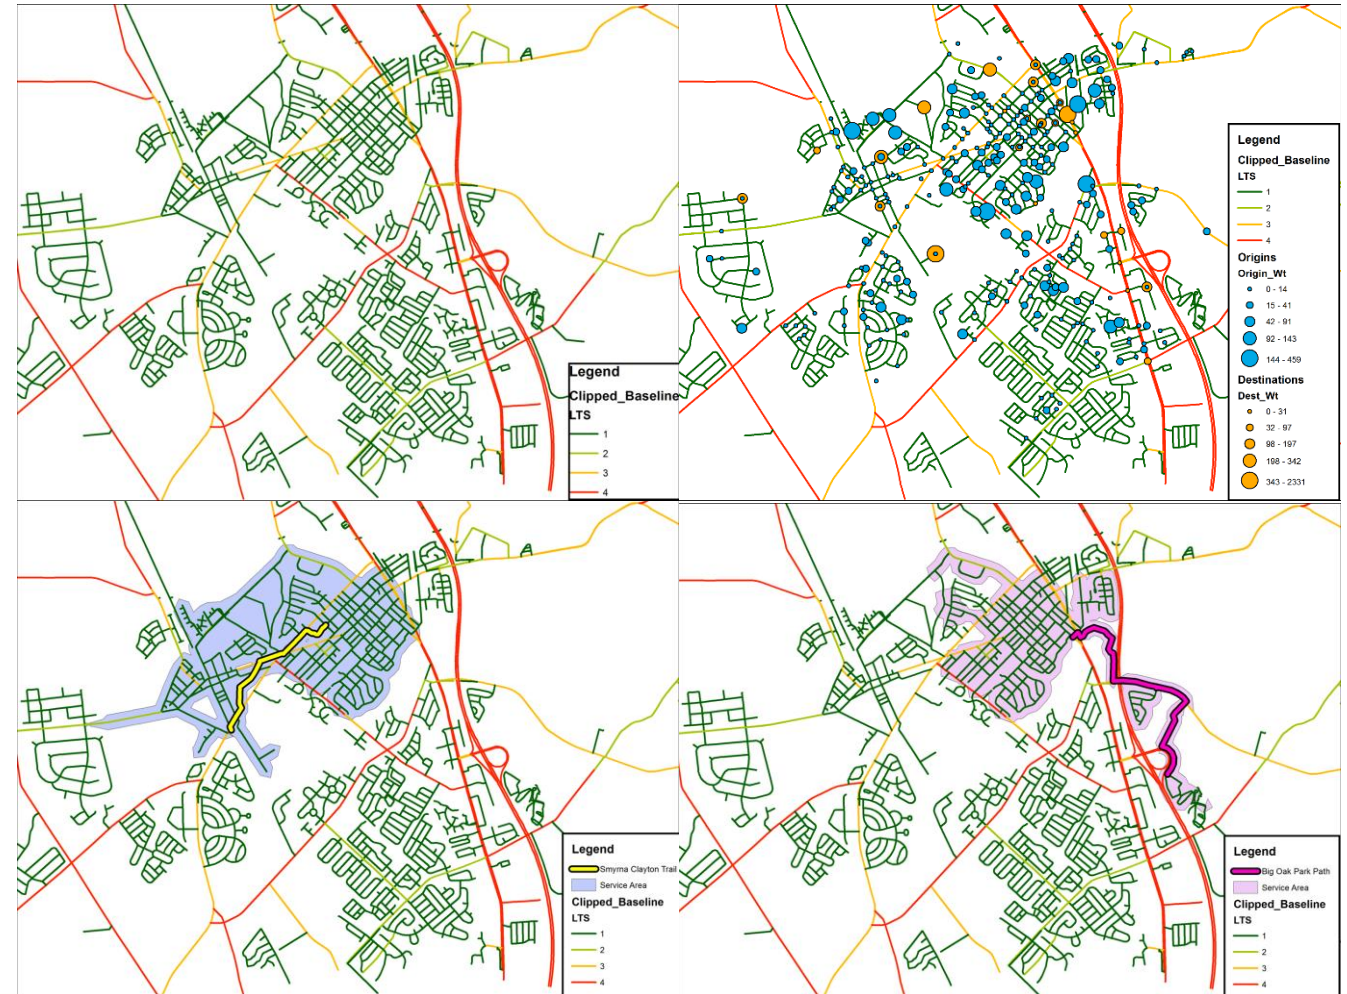 Legend
Clipped_Baseline
LTS
1
2
3
4
Legend
Clipped_Baseline
LTS
1
2
3
4
Origins
Origin_Wt
0 - 14
15 - 41
42 - 91
92 - 143
144 - 459
Destinations
Dest_Wt
0 - 31
32 - 97
98 - 197
198 - 342
343 - 2331
Legend
Smyrna Clayton Trail
Service Area
Clipped_Baseline
LTS
1
2
3
4
Legend
Big Oak Park Path
Service Area
Clipped_Baseline
LTS
1
2
3
4